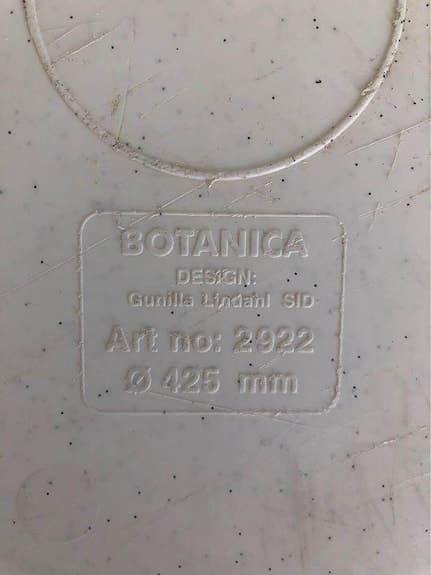 BOTANICA
DESIGN:
Gunilla Lindahl SID
Art no: 2922
Ø 425 mm